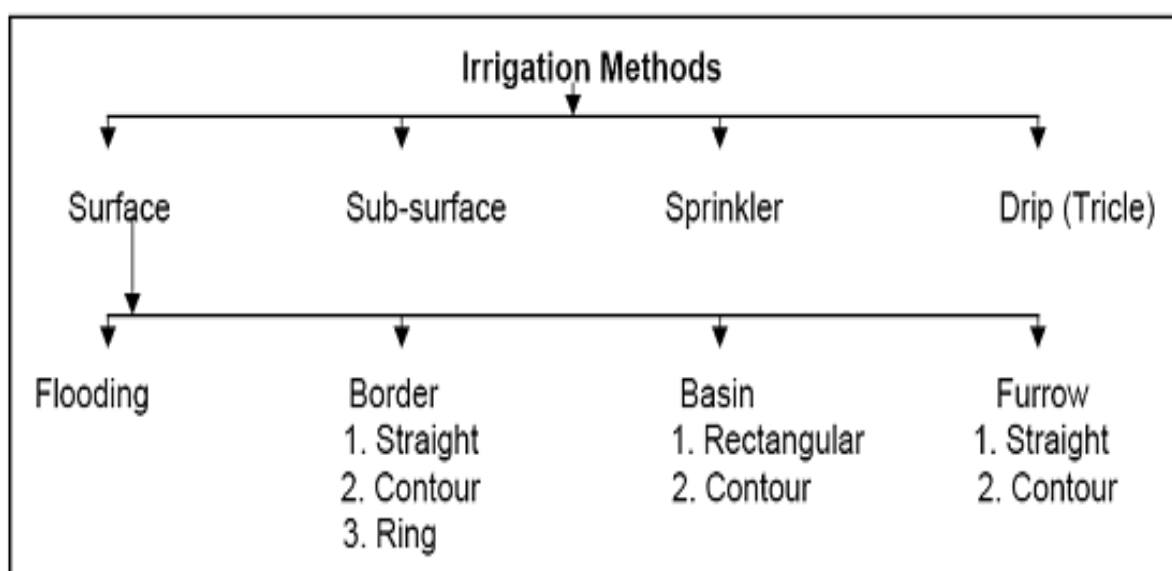 Irrigation Methods
Surface Sub-surface Sprinkler Drip (Tricle)
Flooding Border Basin Furrow
1. Straight 1. Rectangular 1. Straight
2. Contour 2. Contour 2. Contour
3. Ring